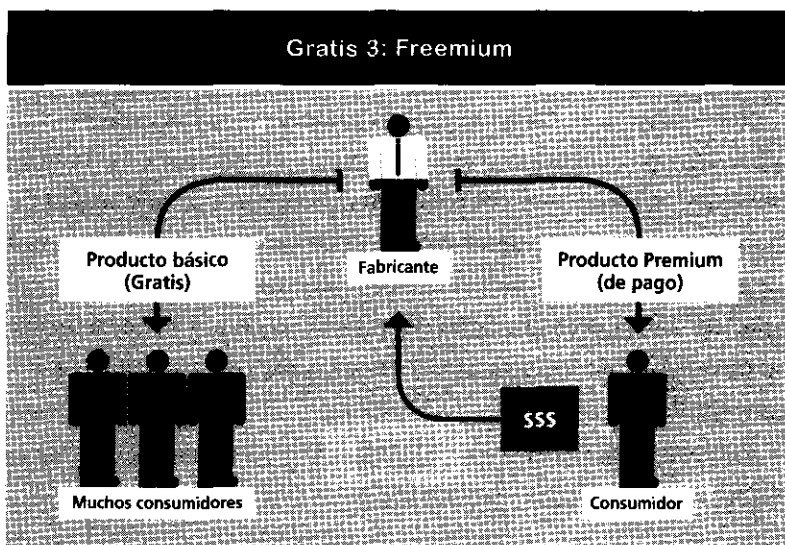 Gratis 3: Freemium
Producto básico
(Gratis)
Fabricante
Producto Premium
(de pago)
$$$
Muchos consumidores
Consumidor